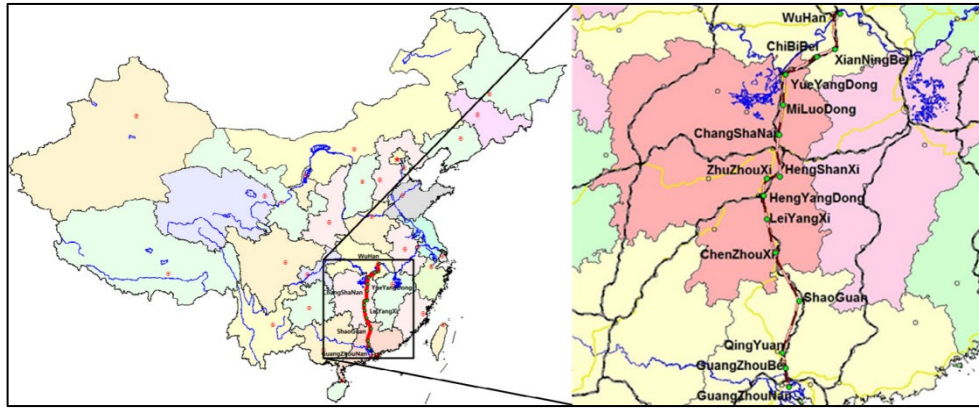 WuHan
ChangShaNan
YueYangDong
LeiYangXi
ShaoGuan
GuangZhouNan
WuHan
ChiBiBei
XianNingBei
YueYangDong
MiLuoDong
ChangShaNa
ZhuZhouXi
HengShanXi
HengYangDong
LeiYangXi
ChenZhouXi
ShaoGuan
QingYuan
GuangZhouBei
GuangZhouNan